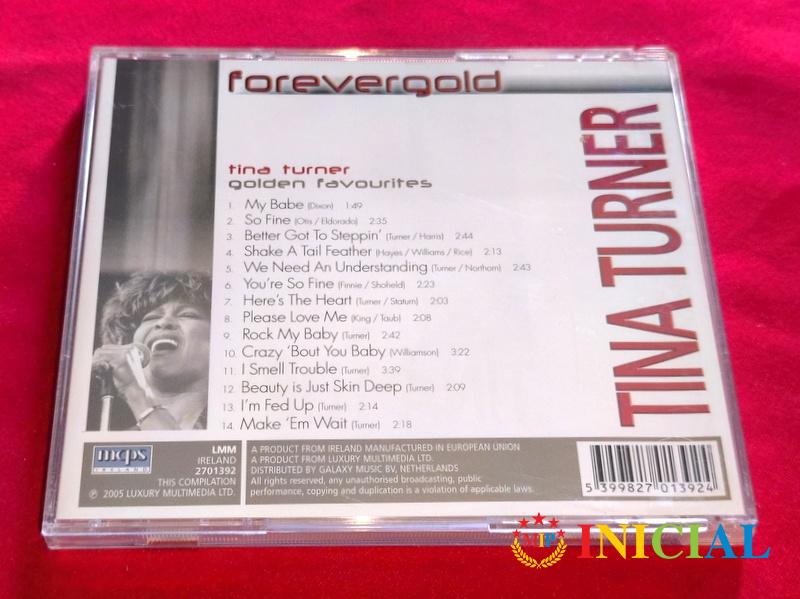 forevergold
tina turner
golden favourites
1. My Babe (Dixon) 1:49
2. So Fine (Otis / Eldorado) 2:35
3. Better Got To Steppin' (Turner / Harris) 2:44
4. Shake A Tail Feather (Hayes / Williams / Rice) 2:13
5. We Need An Understanding (Turner / Northorn) 2:43
6. You're So Fine (Finnie / Shofield) 2:23
7. Here's The Heart (Turner / Staturn) 2:03
8. Please Love Me (King / Taub) 2:08
9. Rock My Baby (Turner) 2:42
10. Crazy 'Bout You Baby (Williamson) 3:22
11. I Smell Trouble (Turner) 3:39
12. Beauty is Just Skin Deep (Turner) 2:09
13. I'm Fed Up (Turner) 2:14
14. Make 'Em Wait (Turner) 2:18
TINA TURNER
mcps
IRELAND
LMM
IRELAND
2701392
THIS COMPILATION
℗ 2005 LUXURY MULTIMEDIA LTD.
A PRODUCT FROM IRELAND MANUFACTURED IN EUROPEAN UNION
A PRODUCT FROM LUXURY MULTIMEDIA LTD.
DISTRIBUTED BY GALAXY MUSIC BV, NETHERLANDS
All rights reserved, any unauthorised broadcasting, public
performance, copying and duplication is a violation of applicable laws.
5 399827 013924
MIP INICIAL